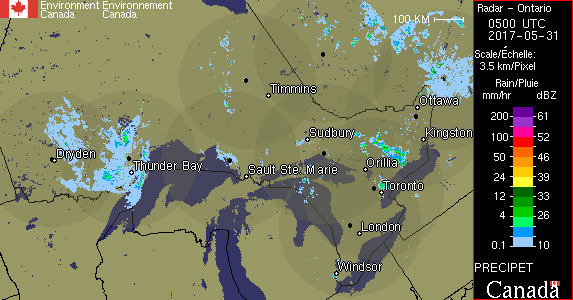 Environment Environnement
Canada Canada
100 KM
Timmins
Ottawa
Sudbury
Kingston
Dryden
Thunder Bay
Sault Ste. Marie
Orillia
Toronto
London
Windsor
Radar - Ontario
0500 UTC
2017-05-31
Scale/Échelle:
3.5 km/Pixel
Rain/Pluie
mm/hr dBZ
200 61
100 52
50 46
24 39
12 33
4 26
0.1 10
PRECIPET
Canada